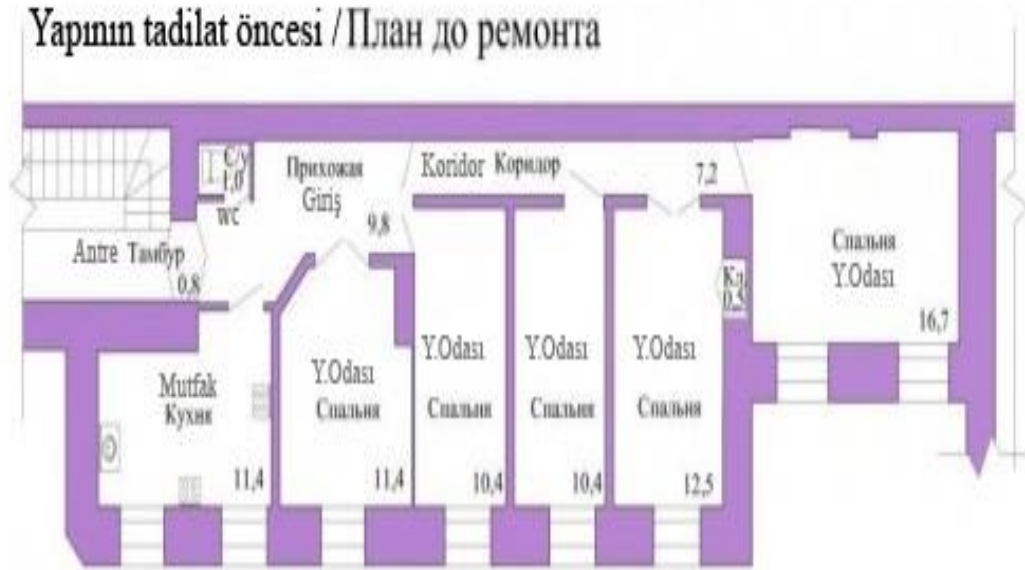 Yapının tadilat öncesi / План до ремонта
С/у
1,0
wc
Прихожая
Giriş
9,8
Koridor Коридор
7,2
Antre Тамбур
0,8
Спальня
Y.Odası
16,7
Кл.
0,5
Mutfak
Кухня
11,4
Y.Odası
Спальня
11,4
Y.Odası
Спальня
10,4
Y.Odası
Спальня
10,4
Y.Odası
Спальня
12,5